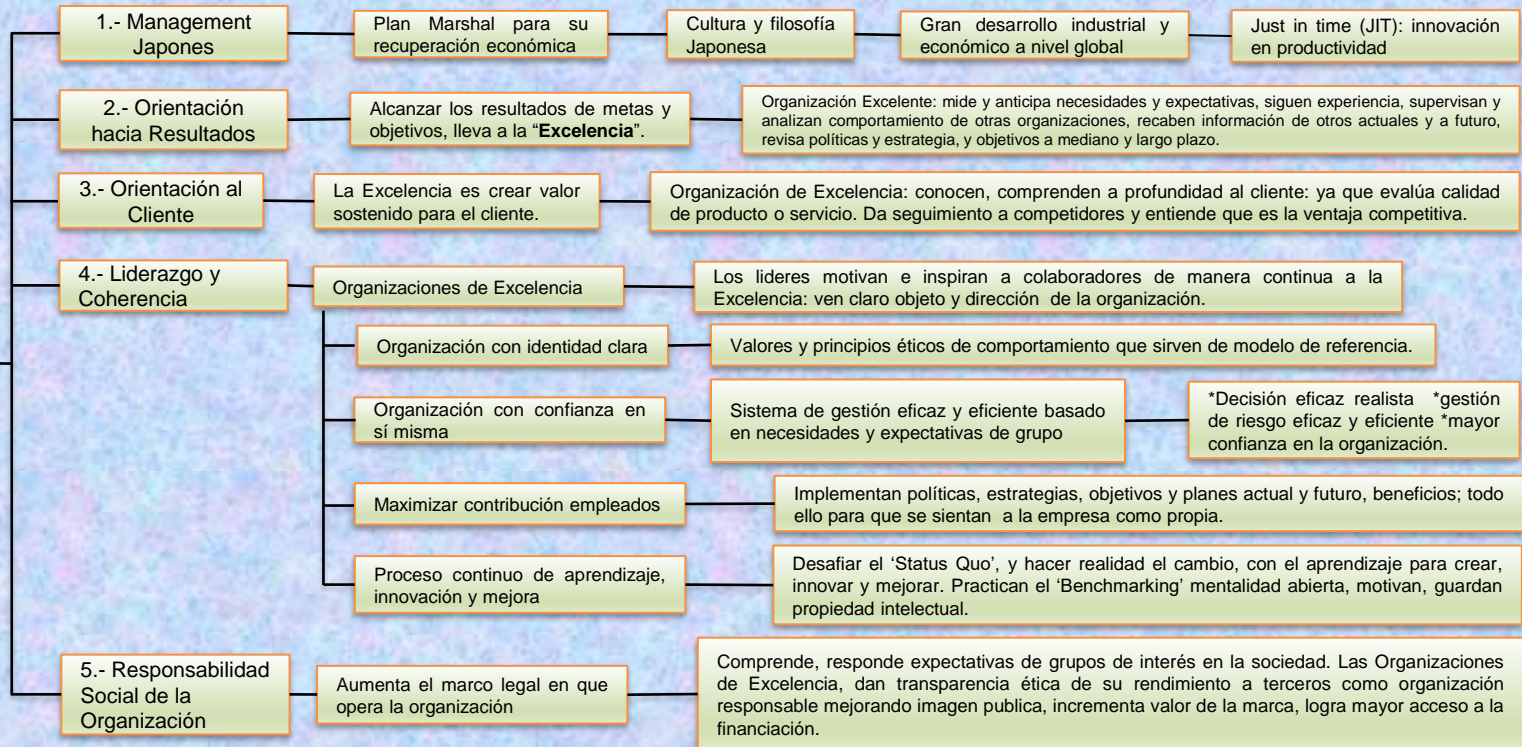 1.- Management
Japones
Plan Marshal para su
recuperación económica
Cultura y filosofía
Japonesa
Gran desarrollo industrial y
económico a nivel global
Just in time (JIT): innovación
en productividad
2.- Orientación
hacia Resultados
Alcanzar los resultados de metas y
objetivos, lleva a la “Excelencia”.
Organización Excelente: mide y anticipa necesidades y expectativas, siguen experiencia, supervisan y
analizan comportamiento de otras organizaciones, recaben información de otros actuales y a futuro,
revisa políticas y estrategia, y objetivos a mediano y largo plazo.
3.- Orientación al
Cliente
La Excelencia es crear valor
sostenido para el cliente.
Organización de Excelencia: conocen, comprenden a profundidad al cliente: ya que evalúa calidad
de producto o servicio. Da seguimiento a competidores y entiende que es la ventaja competitiva.
4.- Liderazgo y
Coherencia
Organizaciones de Excelencia
Los lideres motivan e inspiran a colaboradores de manera continua a la
Excelencia: ven claro objeto y dirección de la organización.
Organización con identidad clara
Valores y principios éticos de comportamiento que sirven de modelo de referencia.
Organización con confianza en
sí misma
Sistema de gestión eficaz y eficiente basado
en necesidades y expectativas de grupo
*Decisión eficaz realista *gestión
de riesgo eficaz y eficiente *mayor
confianza en la organización.
Maximizar contribución empleados
Implementan políticas, estrategias, objetivos y planes actual y futuro, beneficios; todo
ello para que se sientan a la empresa como propia.
Proceso continuo de aprendizaje,
innovación y mejora
Desafiar el ‘Status Quo’, y hacer realidad el cambio, con el aprendizaje para crear,
innovar y mejorar. Practican el ‘Benchmarking’ mentalidad abierta, motivan, guardan
propiedad intelectual.
5.- Responsabilidad
Social de la
Organización
Aumenta el marco legal en que
opera la organización
Comprende, responde expectativas de grupos de interés en la sociedad. Las Organizaciones
de Excelencia, dan transparencia ética de su rendimiento a terceros como organización
responsable mejorando imagen publica, incrementa valor de la marca, logra mayor acceso a la
financiación.